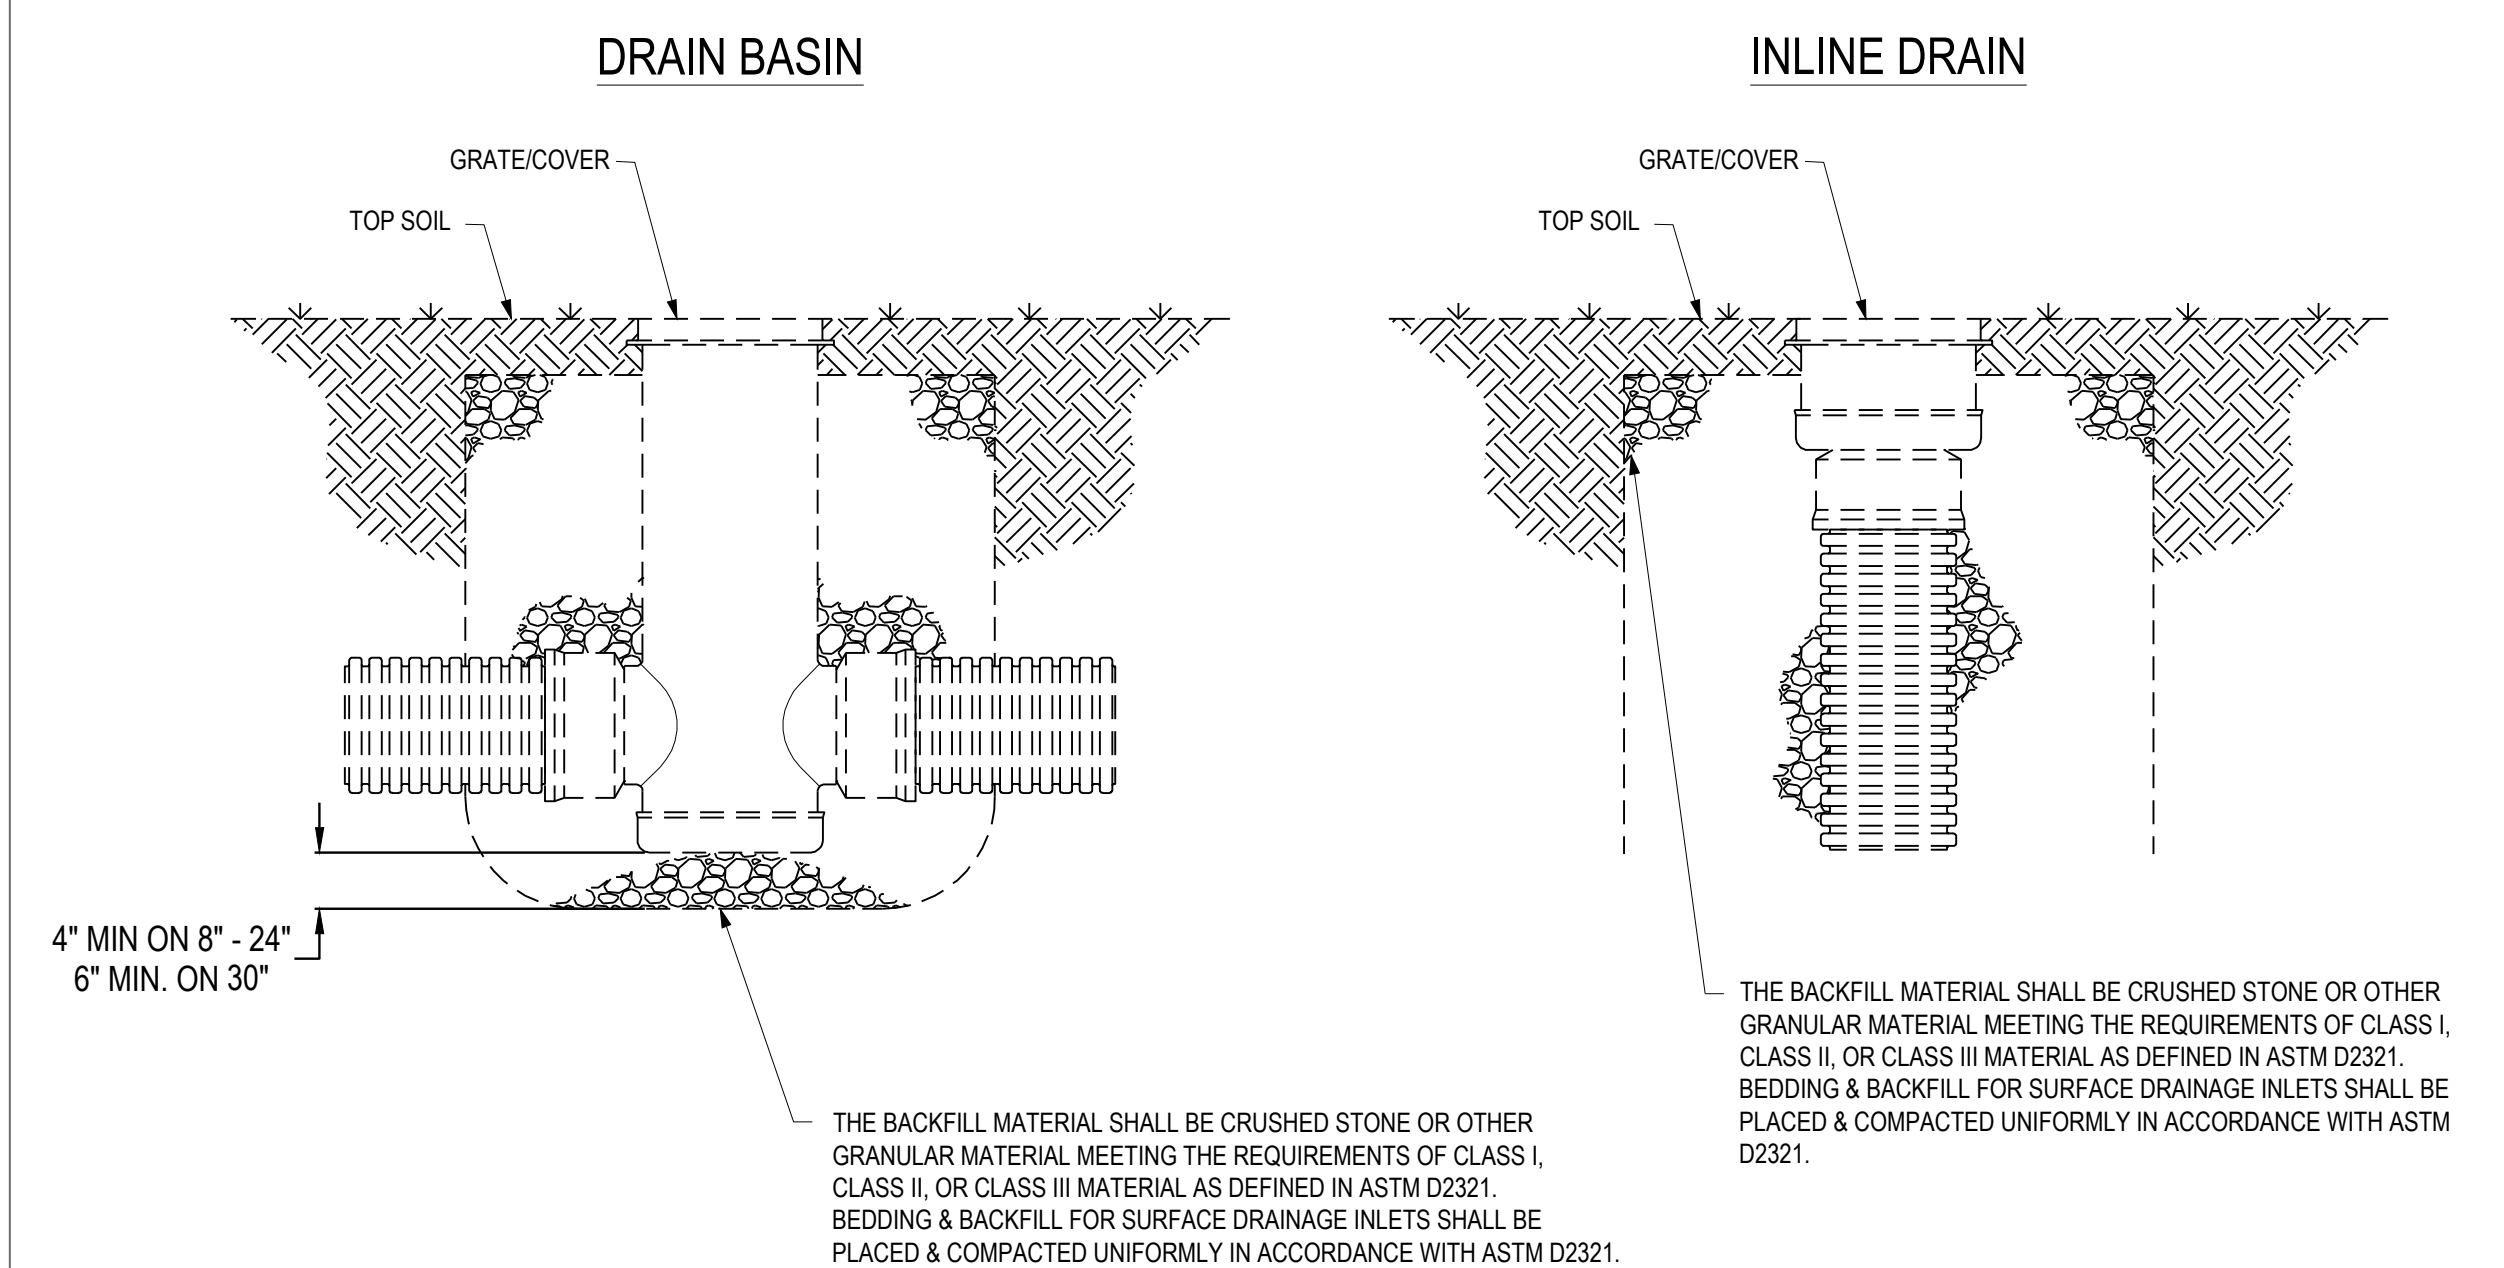 DRAIN BASIN
GRATE/COVER
TOP SOIL
4" MIN ON 8" - 24"
6" MIN. ON 30"
THE BACKFILL MATERIAL SHALL BE CRUSHED STONE OR OTHER
GRANULAR MATERIAL MEETING THE REQUIREMENTS OF CLASS I,
CLASS II, OR CLASS III MATERIAL AS DEFINED IN ASTM D2321.
BEDDING & BACKFILL FOR SURFACE DRAINAGE INLETS SHALL BE
PLACED & COMPACTED UNIFORMLY IN ACCORDANCE WITH ASTM D2321.
INLINE DRAIN
GRATE/COVER
TOP SOIL
THE BACKFILL MATERIAL SHALL BE CRUSHED STONE OR OTHER
GRANULAR MATERIAL MEETING THE REQUIREMENTS OF CLASS I,
CLASS II, OR CLASS III MATERIAL AS DEFINED IN ASTM D2321.
BEDDING & BACKFILL FOR SURFACE DRAINAGE INLETS SHALL BE
PLACED & COMPACTED UNIFORMLY IN ACCORDANCE WITH ASTM
D2321.